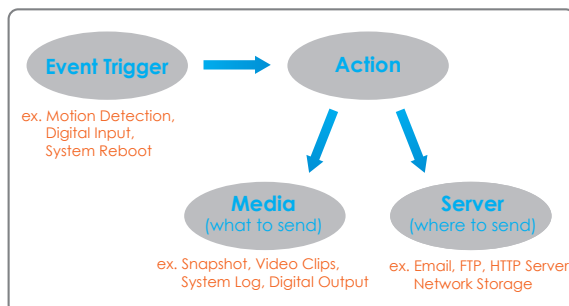 Event Trigger
Action
ex. Motion Detection,
Digital Input,
System Reboot
Media
(what to send)
Server
(where to send)
ex. Snapshot, Video Clips,
System Log, Digital Output
ex. Email, FTP, HTTP Server
Network Storage